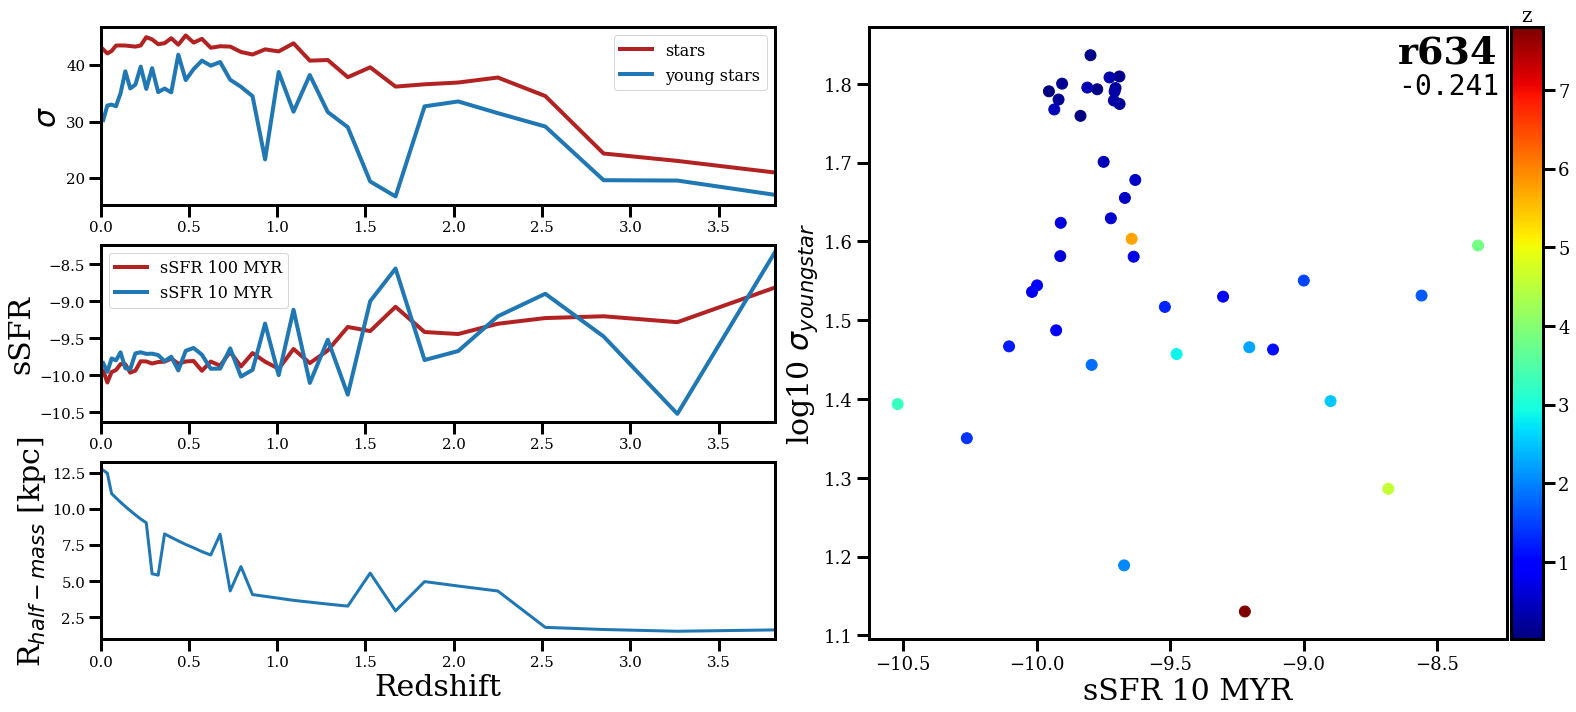 40
30
20
σ
stars
young stars
0.0 0.5 1.0 1.5 2.0 2.5 3.0 3.5
−8.5
−9.0
−9.5
−10.0
−10.5
sSFR
sSFR 100 MYR
sSFR 10 MYR
0.0 0.5 1.0 1.5 2.0 2.5 3.0 3.5
12.5
10.0
7.5
5.0
2.5
R_half−mass [kpc]
0.0 0.5 1.0 1.5 2.0 2.5 3.0 3.5
Redshift
1.8
1.7
1.6
1.5
1.4
1.3
1.2
1.1
log10 σ_youngstar
r634
-0.241
−10.5 −10.0 −9.5 −9.0 −8.5
sSFR 10 MYR
z
7
6
5
4
3
2
1